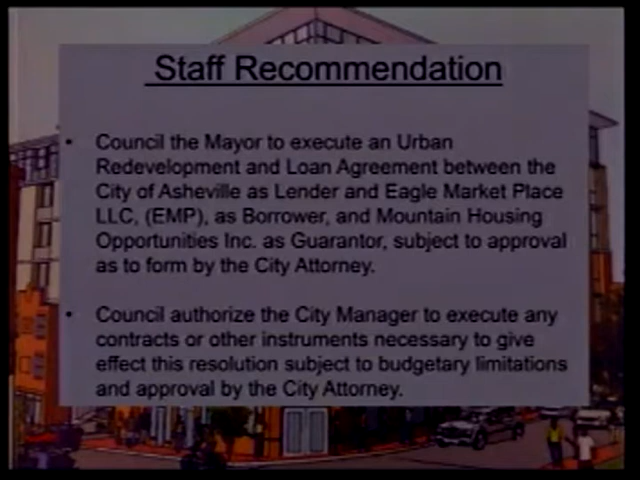 Staff Recommendation
• Council the Mayor to execute an Urban
Redevelopment and Loan Agreement between the
City of Asheville as Lender and Eagle Market Place
LLC, (EMP), as Borrower, and Mountain Housing
Opportunities Inc. as Guarantor, subject to approval
as to form by the City Attorney.
• Council authorize the City Manager to execute any
contracts or other instruments necessary to give
effect this resolution subject to budgetary limitations
and approval by the City Attorney.